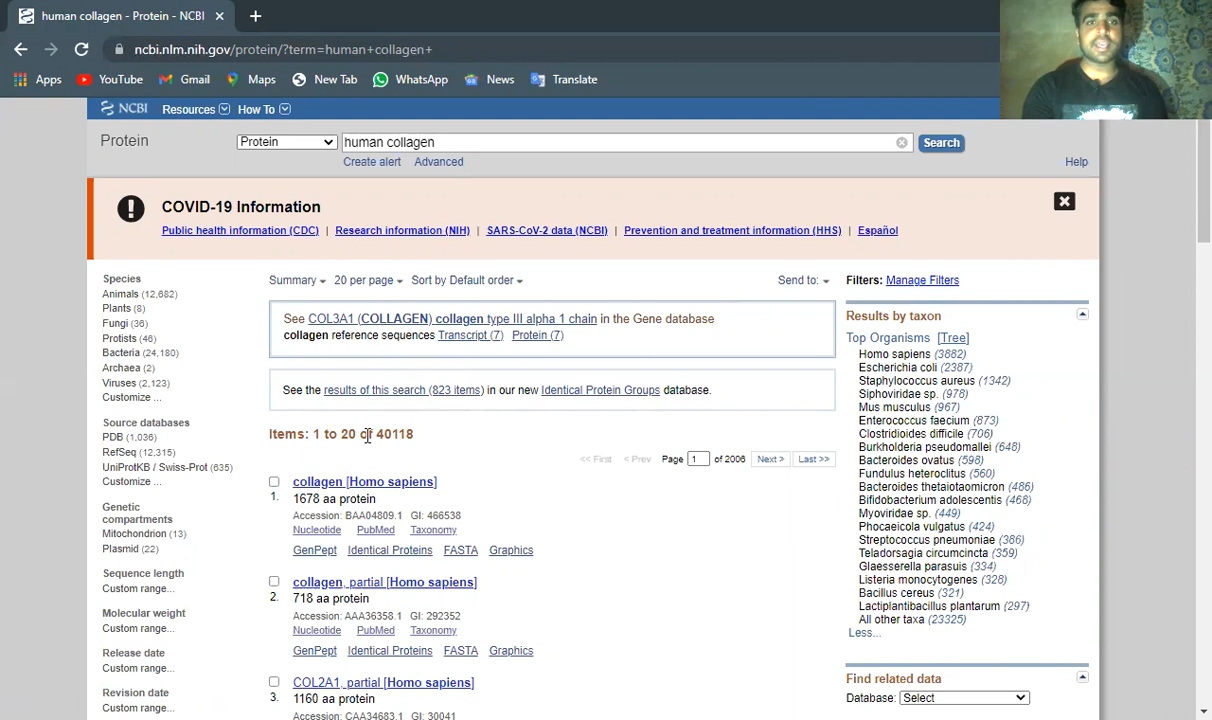 human collagen - Protein - NCBI
ncbi.nlm.nih.gov/protein/?term=human+collagen+
Apps YouTube Gmail Maps New Tab WhatsApp News Translate
NCBI Resources How To
Protein Protein human collagen Search
Create alert Advanced Help
COVID-19 Information
Public health information (CDC) | Research information (NIH) | SARS-CoV-2 data (NCBI) | Prevention and treatment information (HHS) | Español
Species
Animals (12,682)
Plants (8)
Fungi (36)
Protists (46)
Bacteria (24,180)
Archaea (2)
Viruses (2,123)
Customize ...
Source databases
PDB (1,036)
RefSeq (12,315)
UniProtKB / Swiss-Prot (635)
Customize ...
Genetic
compartments
Mitochondrion (13)
Plasmid (22)
Sequence length
Custom range...
Molecular weight
Custom range...
Release date
Custom range...
Revision date
Custom range...
Summary 20 per page Sort by Default order Send to:
See COL3A1 (COLLAGEN) collagen type III alpha 1 chain in the Gene database
collagen reference sequences Transcript (7) Protein (7)
See the results of this search (823 items) in our new Identical Protein Groups database.
Items: 1 to 20 of 40118
<< First < Prev Page 1 of 2006 Next > Last >>
collagen [Homo sapiens]
1. 1678 aa protein
Accession: BAA04809.1 GI: 466538
Nucleotide PubMed Taxonomy
GenPept Identical Proteins FASTA Graphics
collagen, partial [Homo sapiens]
2. 718 aa protein
Accession: AAA36358.1 GI: 292352
Nucleotide PubMed Taxonomy
GenPept Identical Proteins FASTA Graphics
COL2A1, partial [Homo sapiens]
3. 1160 aa protein
Accession: CAA34683.1 GI: 30041
Filters: Manage Filters
Results by taxon
Top Organisms [Tree]
Homo sapiens (3882)
Escherichia coli (2387)
Staphylococcus aureus (1342)
Siphoviridae sp. (978)
Mus musculus (967)
Enterococcus faecium (873)
Clostridioides difficile (706)
Burkholderia pseudomallei (648)
Bacteroides ovatus (598)
Fundulus heteroclitus (560)
Bacteroides thetaiotaomicron (486)
Bifidobacterium adolescentis (468)
Myoviridae sp. (449)
Phocaeicola vulgatus (424)
Streptococcus pneumoniae (386)
Teladorsagia circumcincta (359)
Glaesserella parasuis (334)
Listeria monocytogenes (328)
Bacillus cereus (321)
Lactiplantibacillus plantarum (297)
All other taxa (23325)
Less...
Find related data
Database: Select